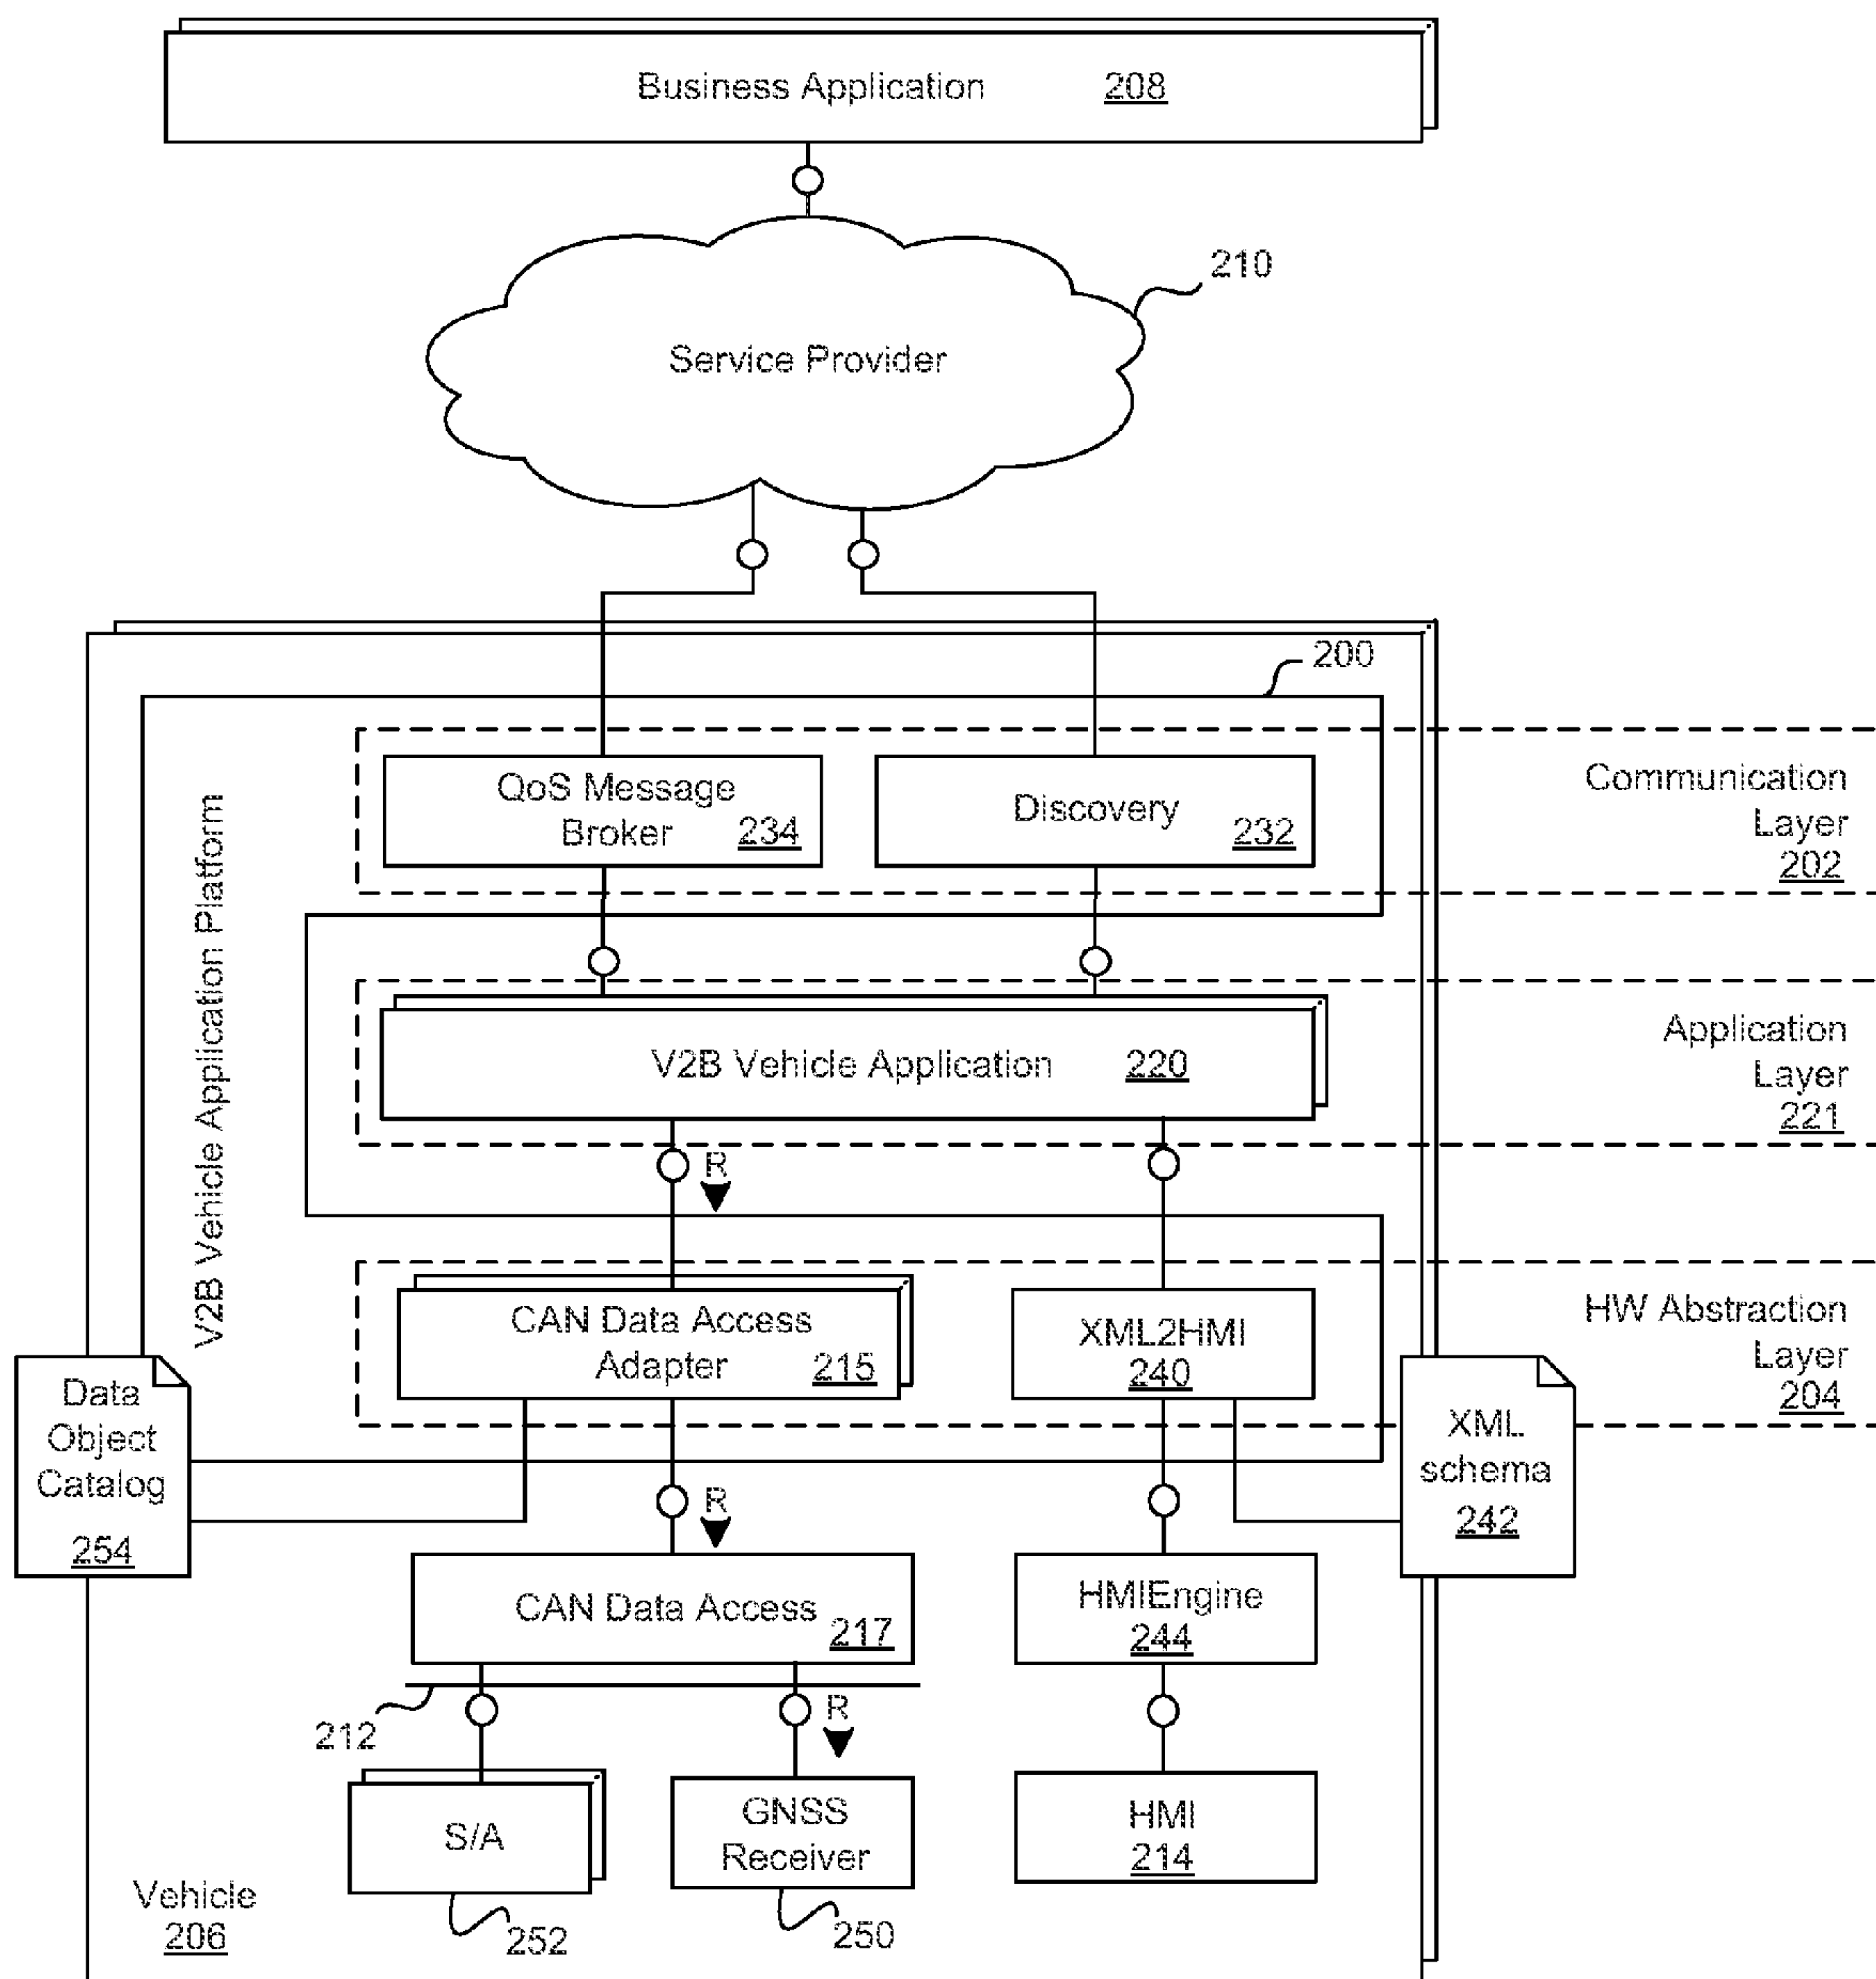 Business Application 208
210
Service Provider
200
V2B Vehicle Application Platform
QoS Message
Broker 234
Discovery
232
Communication
Layer
202
V2B Vehicle Application 220
Application
Layer
221
R
CAN Data Access
Adapter 215
XML2HMI
240
HW Abstraction
Layer
204
Data
Object
Catalog
254
XML
schema
242
R
CAN Data Access 217
HMIEngine
244
212
R
S/A
GNSS
Receiver
HMI
214
Vehicle
206
252
250